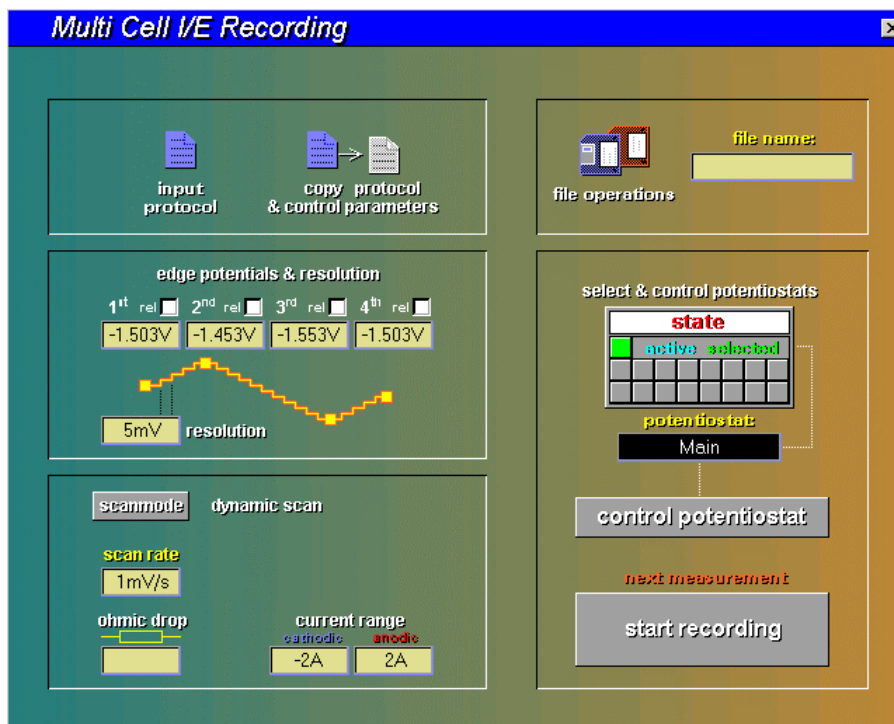 Multi Cell I/E Recording
input
protocol
copy protocol
& control parameters
file operations
file name:
edge potentials & resolution
1st rel 2nd rel 3rd rel 4th rel
-1.503V -1.453V -1.553V -1.503V
5mV resolution
select & control potentiostats
state
active selected
potentiostat:
Main
control potentiostat
scanmode dynamic scan
scan rate
1mV/s
ohmic drop
current range
cathodic anodic
-2A 2A
next measurement
start recording